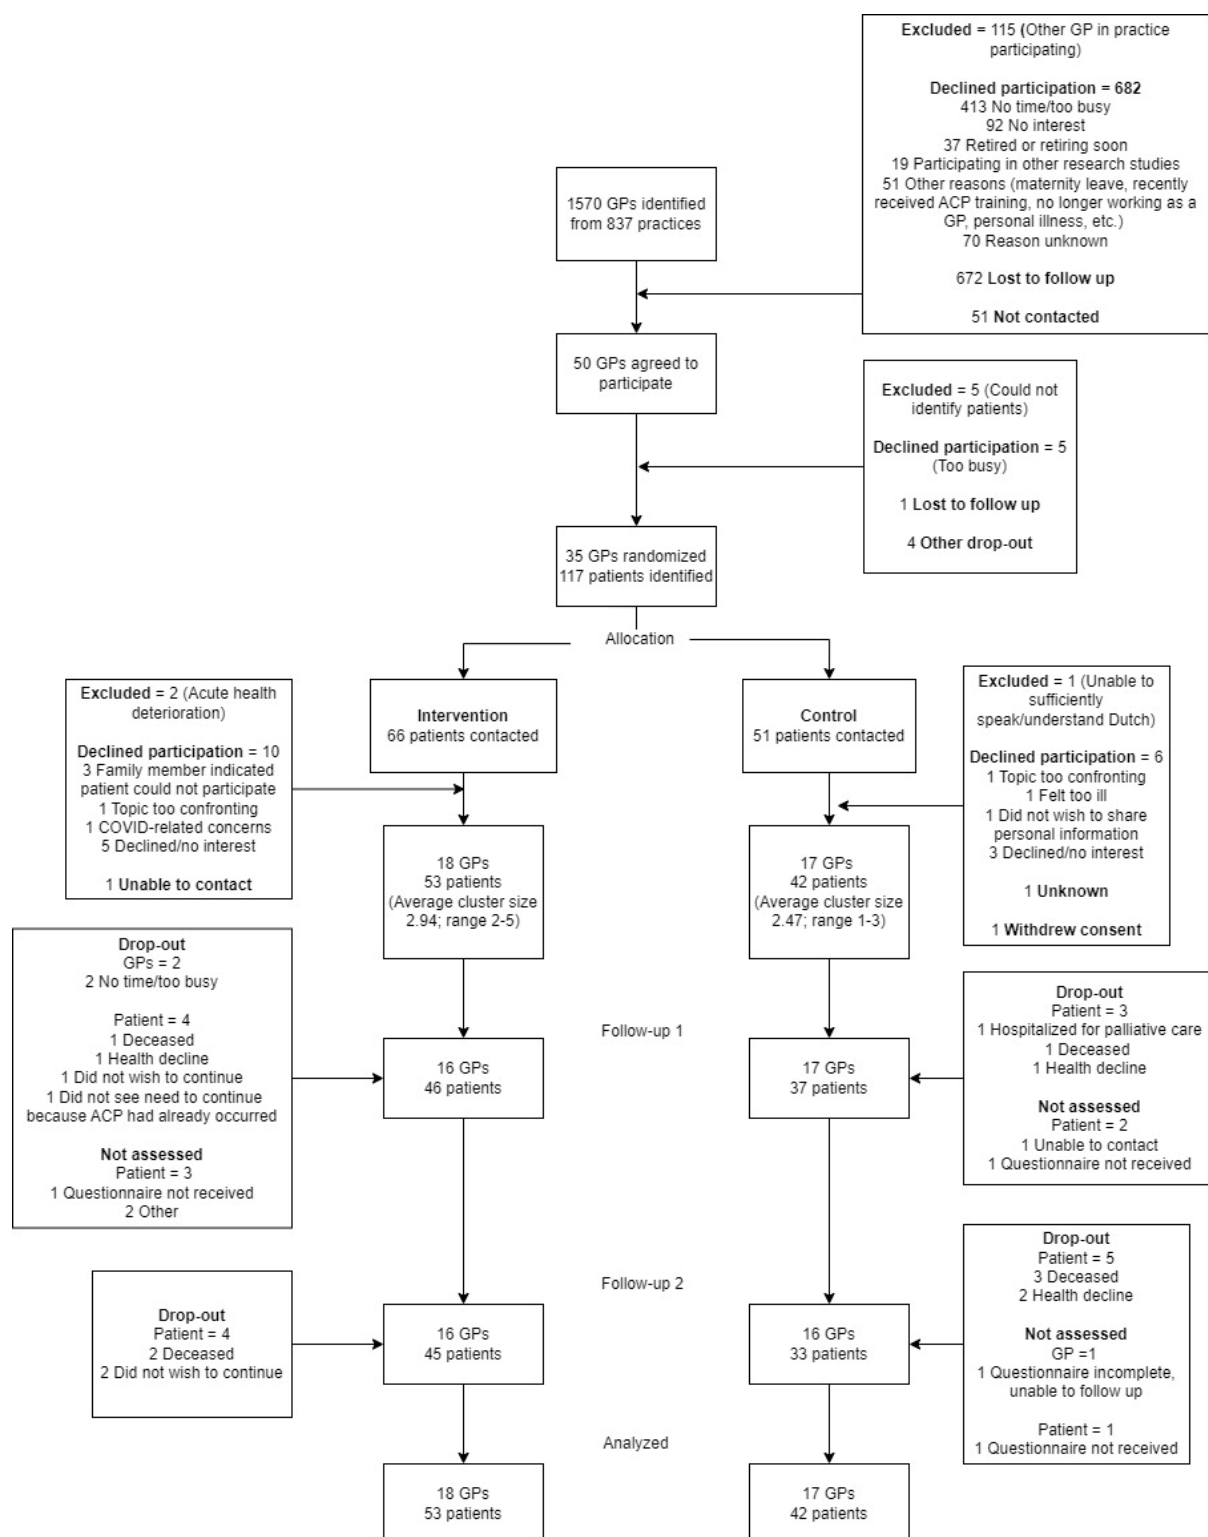 Excluded = 115 (Other GP in practice
participating)
Declined participation = 682
413 No time/too busy
92 No interest
37 Retired or retiring soon
19 Participating in other research studies
51 Other reasons (maternity leave, recently
received ACP training, no longer working as a
GP, personal illness, etc.)
70 Reason unknown
672 Lost to follow up
51 Not contacted
1570 GPs identified
from 837 practices
50 GPs agreed to
participate
Excluded = 5 (Could not
identify patients)
Declined participation = 5
(Too busy)
1 Lost to follow up
4 Other drop-out
35 GPs randomized
117 patients identified
Allocation
Excluded = 2 (Acute health
deterioration)
Declined participation = 10
3 Family member indicated
patient could not participate
1 Topic too confronting
1 COVID-related concerns
5 Declined/no interest
1 Unable to contact
Intervention
66 patients contacted
Control
51 patients contacted
Excluded = 1 (Unable to
sufficiently
speak/understand Dutch)
Declined participation = 6
1 Topic too confronting
1 Felt too ill
1 Did not wish to share
personal information
3 Declined/no interest
1 Unknown
1 Withdrew consent
18 GPs
53 patients
(Average cluster size
2.94; range 2-5)
17 GPs
42 patients
(Average cluster size
2.47; range 1-3)
Drop-out
GPs = 2
2 No time/too busy
Patient = 4
1 Deceased
1 Health decline
1 Did not wish to continue
1 Did not see need to continue
because ACP had already occurred
Not assessed
Patient = 3
1 Questionnaire not received
2 Other
Follow-up 1
16 GPs
46 patients
17 GPs
37 patients
Drop-out
Patient = 3
1 Hospitalized for palliative care
1 Deceased
1 Health decline
Not assessed
Patient = 2
1 Unable to contact
1 Questionnaire not received
Drop-out
Patient = 4
2 Deceased
2 Did not wish to continue
Follow-up 2
16 GPs
45 patients
16 GPs
33 patients
Drop-out
Patient = 5
3 Deceased
2 Health decline
Not assessed
GP =1
1 Questionnaire incomplete,
unable to follow up
Patient = 1
1 Questionnaire not received
Analyzed
18 GPs
53 patients
17 GPs
42 patients